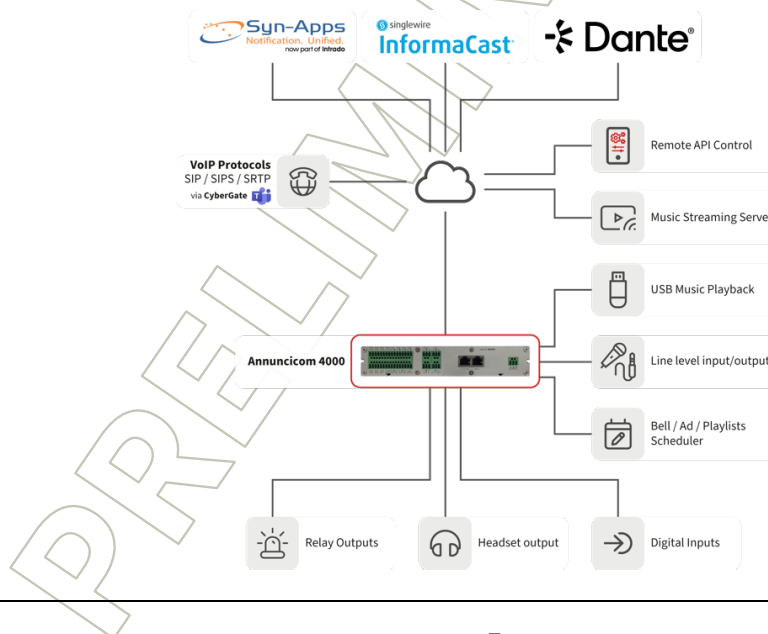 Syn-Apps
Notification. Unified.
now part of Intrado
singlewire
InformaCast
Dante®
VoIP Protocols
SIP / SIPS / SRTP
via CyberGate
Remote API Control
Music Streaming Serve
USB Music Playback
Annuncicom 4000
Line level input/output
Bell / Ad / Playlists
Scheduler
Relay Outputs
Headset output
Digital Inputs
PRELIMI